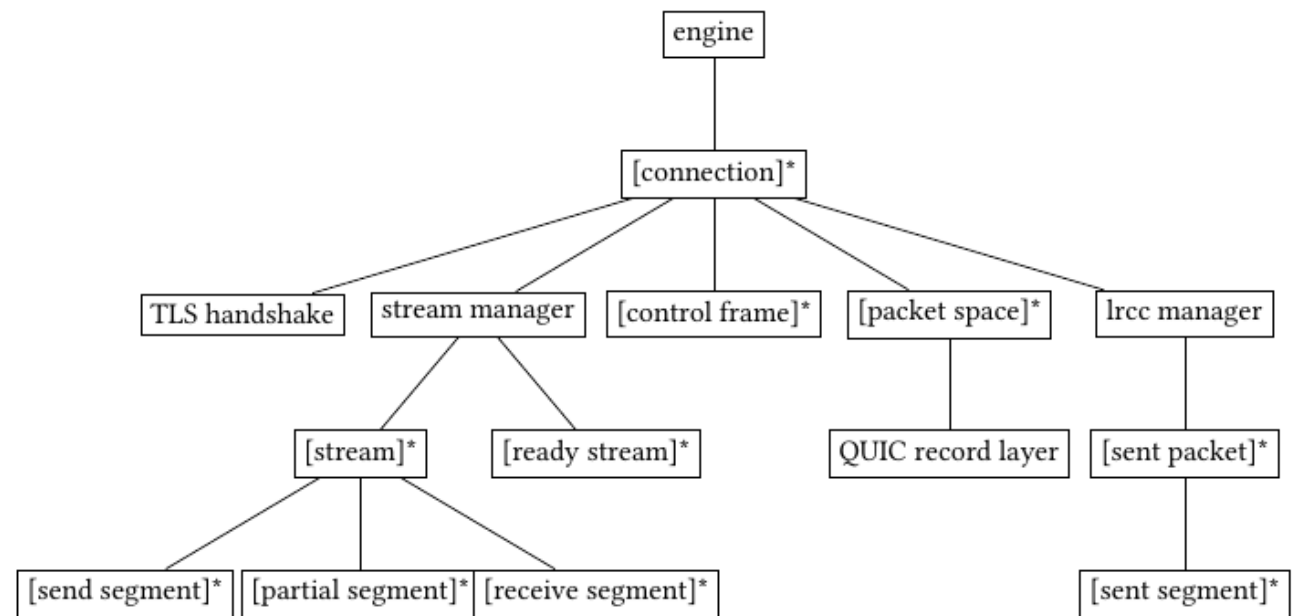 engine
[connection]*
TLS handshake
stream manager
[control frame]*
[packet space]*
lrcc manager
[stream]*
[ready stream]*
QUIC record layer
[sent packet]*
[send segment]*
[partial segment]*
[receive segment]*
[sent segment]*